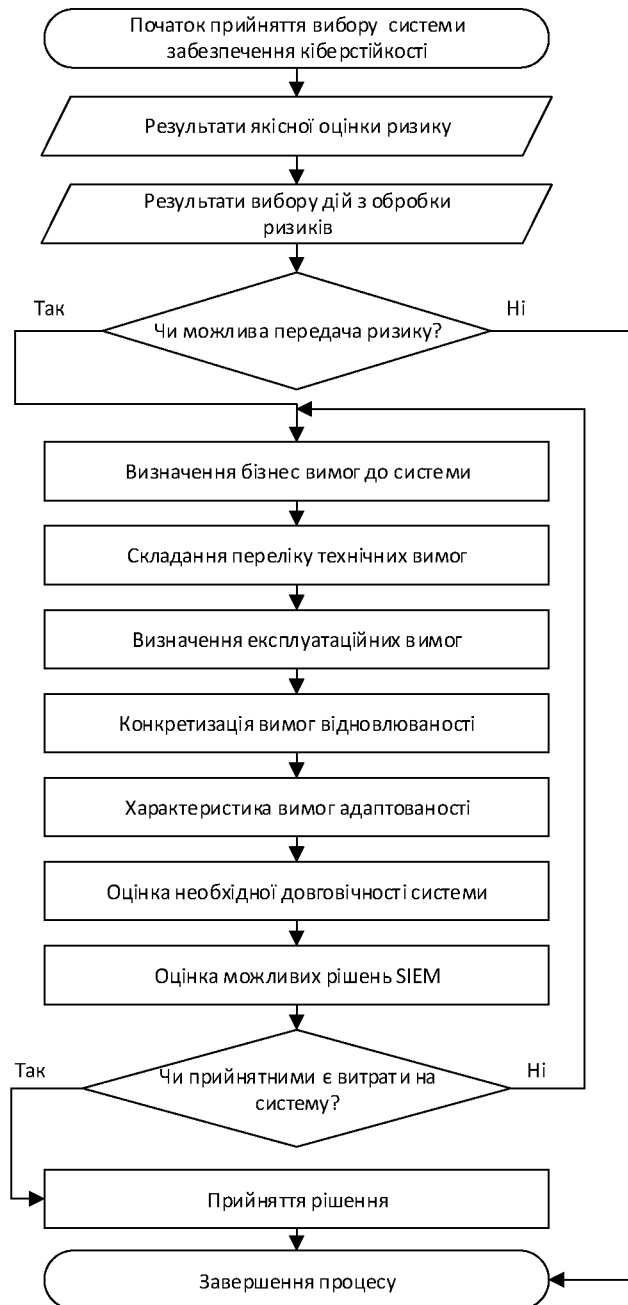 Початок прийняття вибору системи
забезпечення кіберстійкості
Результати якісної оцінки ризику
Результати вибору дій з обробки
ризиків
Так
Ні
Чи можлива передача ризику?
Визначення бізнес вимог до системи
Складання переліку технічних вимог
Визначення експлуатаційних вимог
Конкретизація вимог відновлюваності
Характеристика вимог адаптованості
Оцінка необхідної довговічності системи
Оцінка можливих рішень SIEM
Так
Ні
Чи прийнятними є витрати на
систему?
Прийняття рішення
Завершення процесу